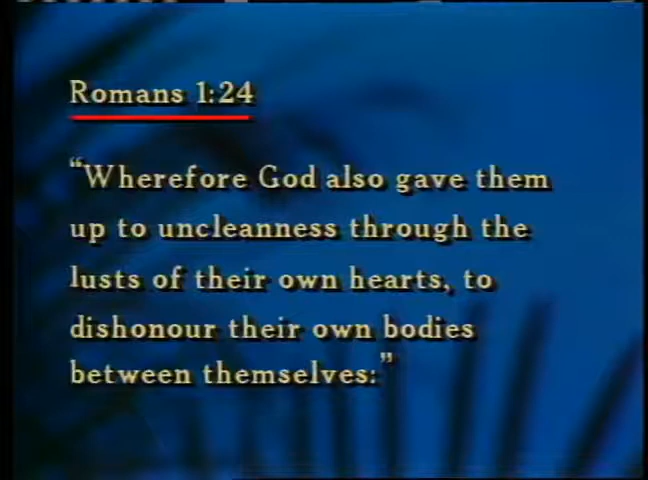 Romans 1:24
“Wherefore God also gave them
up to uncleanness through the
lusts of their own hearts, to
dishonour their own bodies
between themselves:”